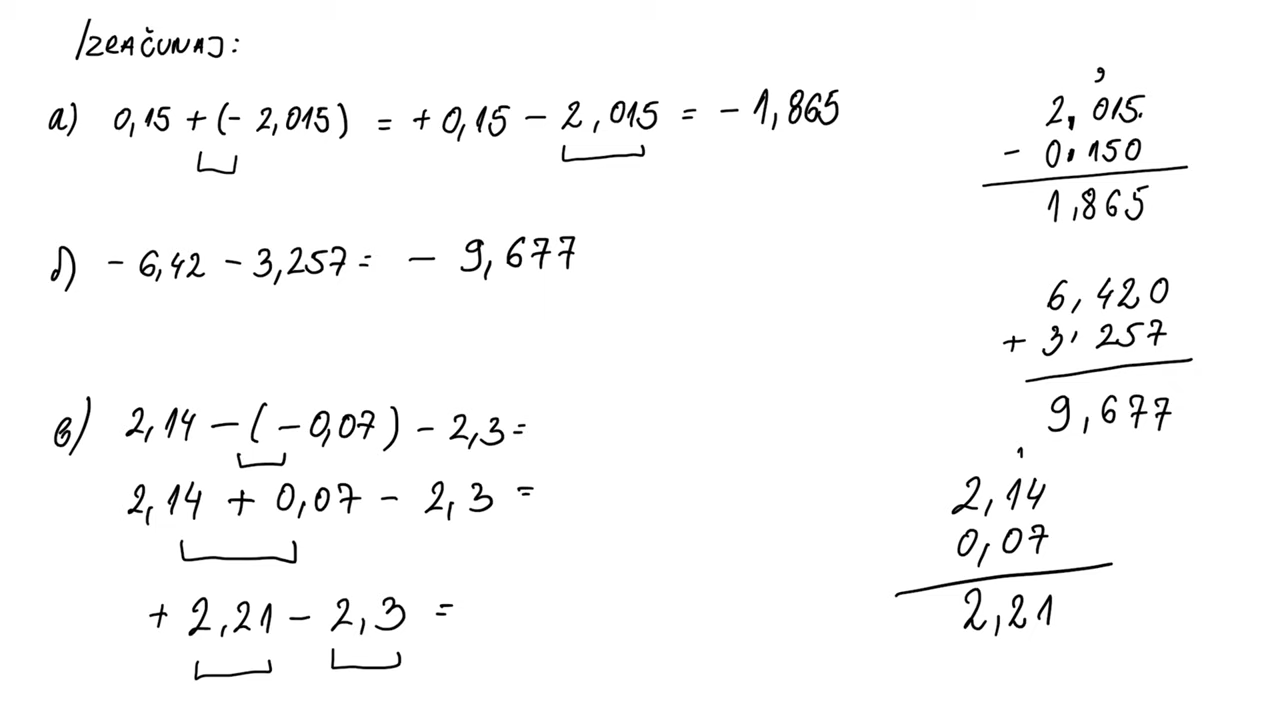 IZRAČUNAJ:
a) 0,15 + (- 2,015) = + 0,15 - 2,015 = - 1,865
б) - 6,42 - 3,257 = - 9,677
в) 2,14 - (- 0,07) - 2,3 =
2,14 + 0,07 - 2,3 =
+ 2,21 - 2,3 =
9
2,015.
- 0,150
1,865
6,420
+ 3,257
9,677
1
2,14
0,07
2,21